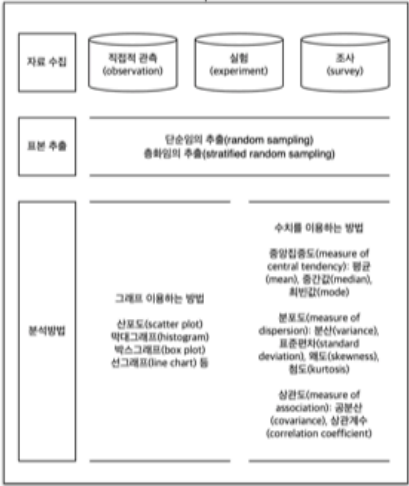 자료 수집
직접적 관측
(observation)
실험
(experiment)
조사
(survey)
표본 추출
단순임의 추출(random sampling)
층화임의 추출(stratified random sampling)
분석방법
그래프 이용하는 방법
산포도(scatter plot)
막대그래프(histogram)
박스그래프(box plot)
선그래프(line chart) 등
수치를 이용하는 방법
중앙집중도(measure of
central tendency): 평균
(mean), 중간값(median),
최빈값(mode)
분포도(measure of
dispersion): 분산(variance),
표준편차(standard
deviation), 왜도(skewness),
첨도(kurtosis)
상관도(measure of
association): 공분산
(covariance), 상관계수
(correlation coefficient)